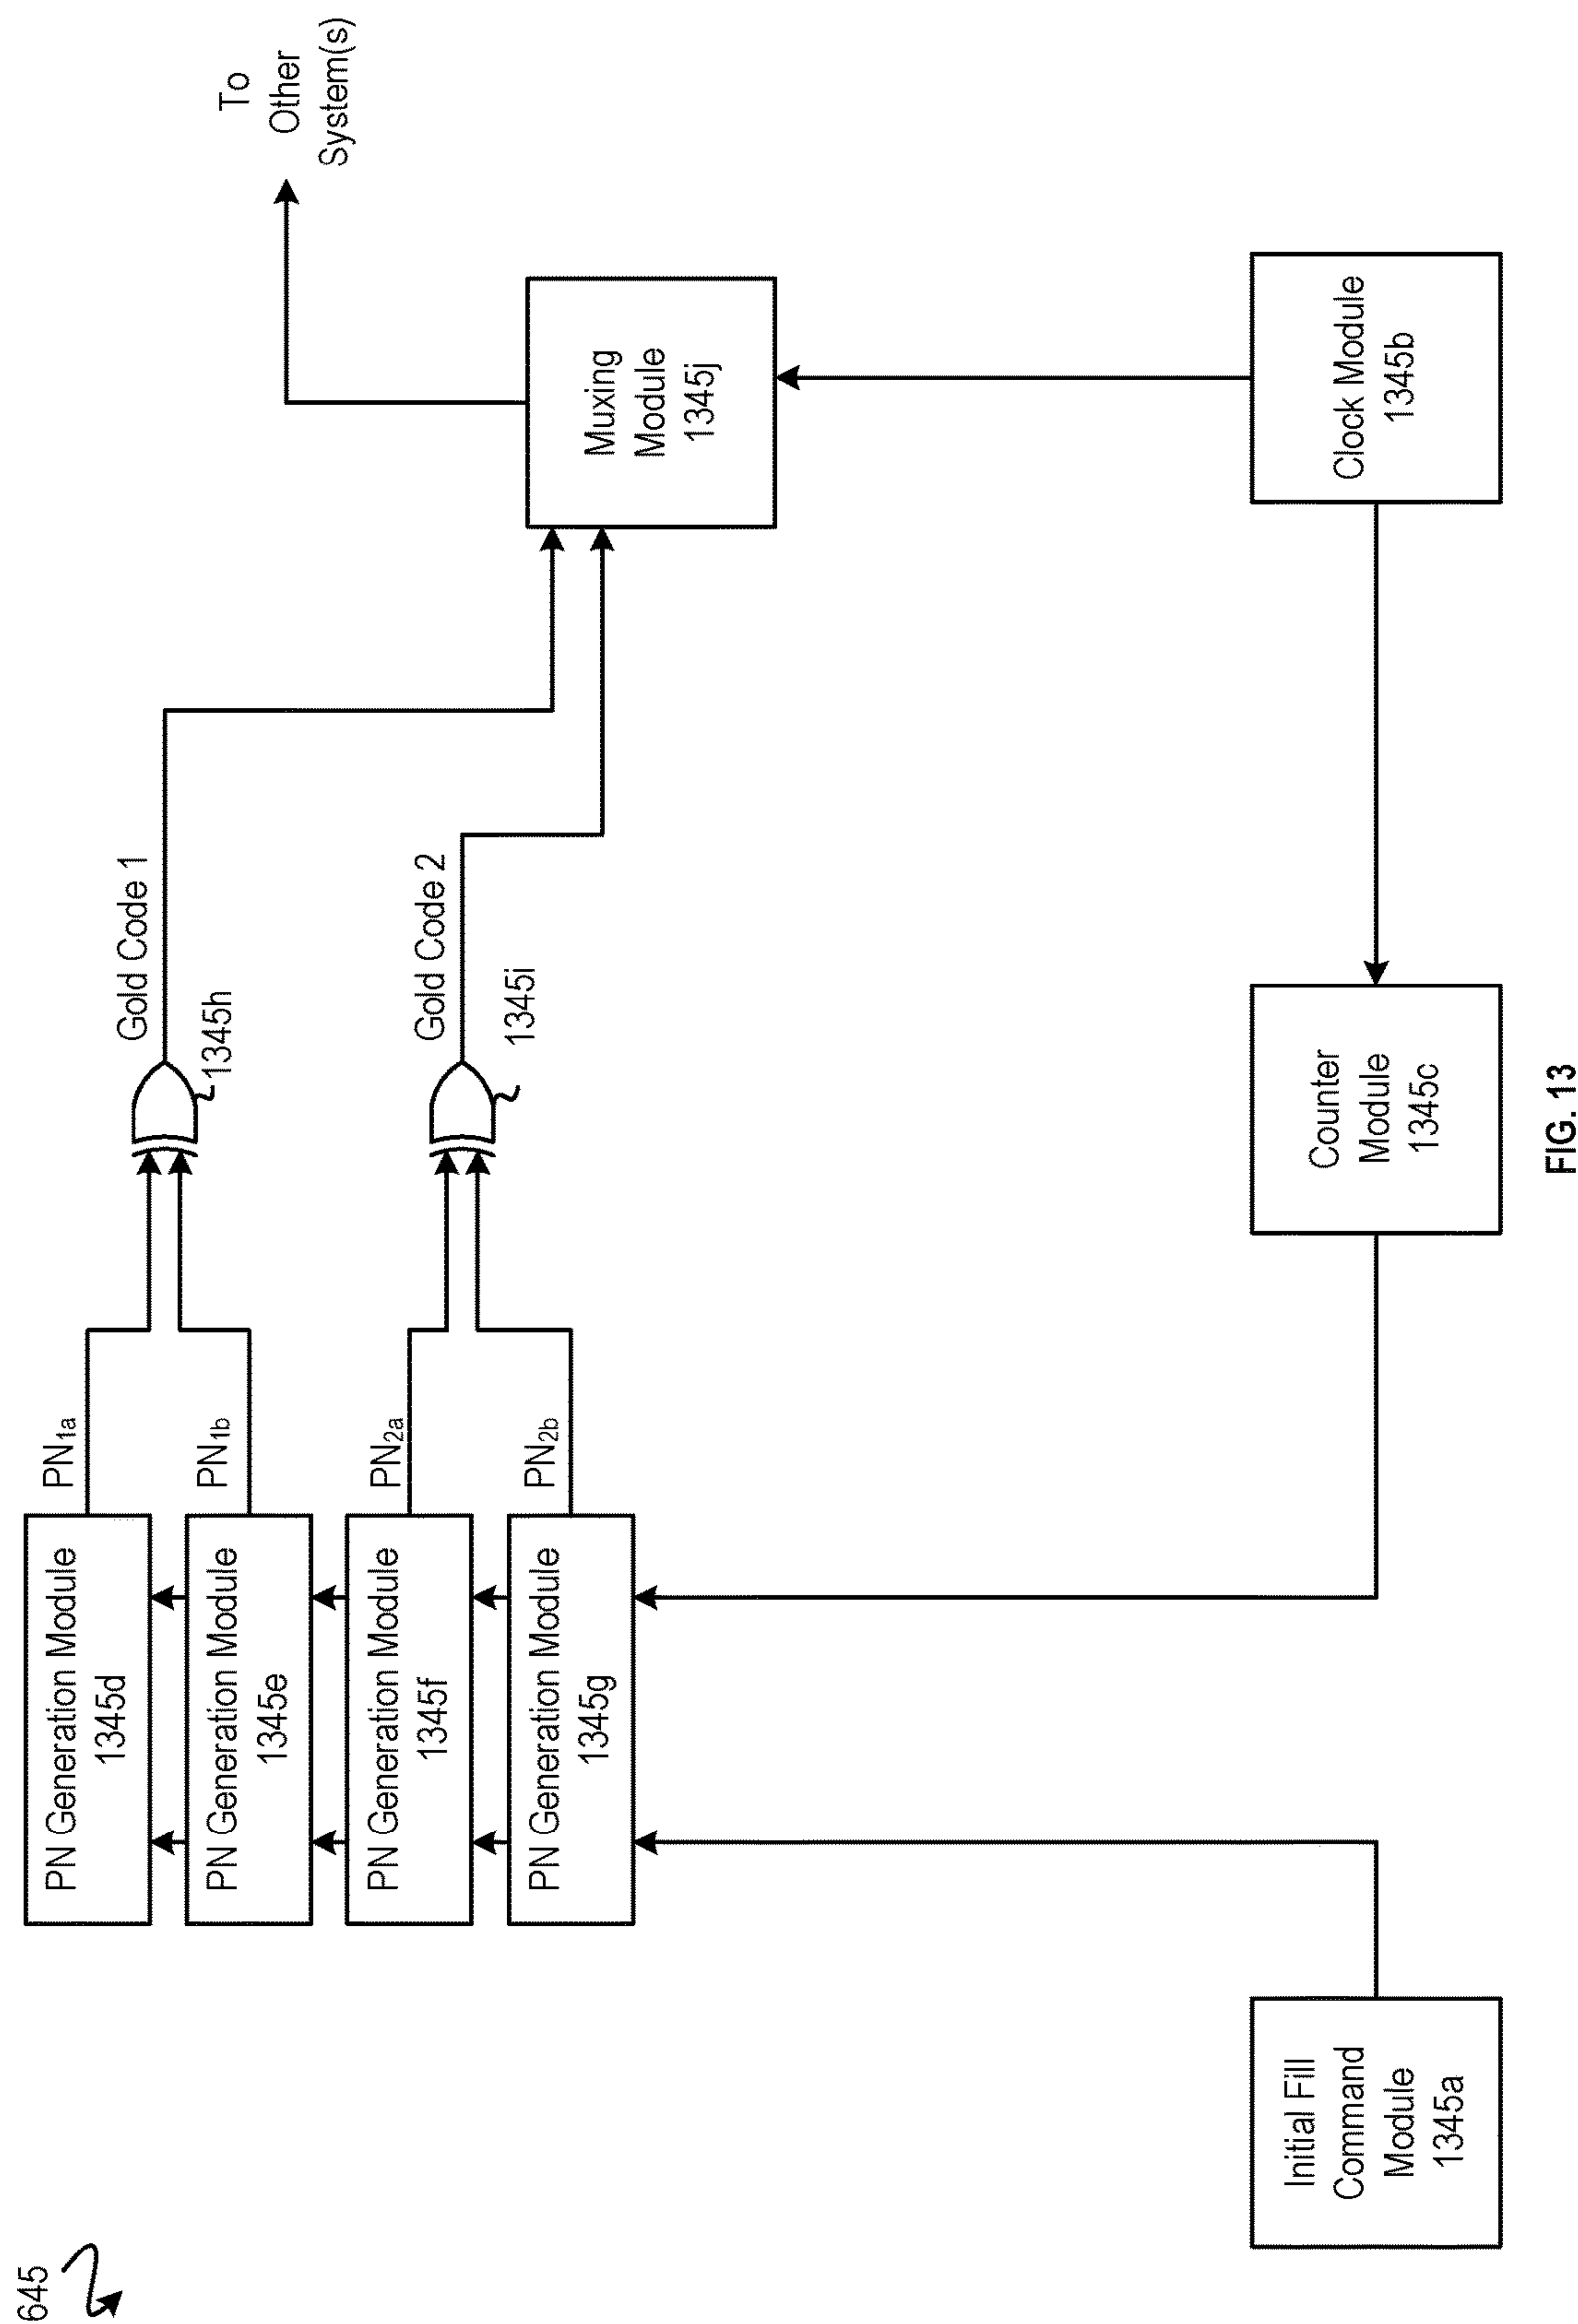 645
PN Generation Module
1345d
PN1a
PN Generation Module
1345e
PN1b
PN Generation Module
1345f
PN2a
PN Generation Module
1345g
PN2b
Gold Code 1
1345h
Gold Code 2
1345i
To
Other
System(s)
Muxing
Module
1345j
Initial Fill
Command
Module
1345a
Counter
Module
1345c
Clock Module
1345b
FIG. 13